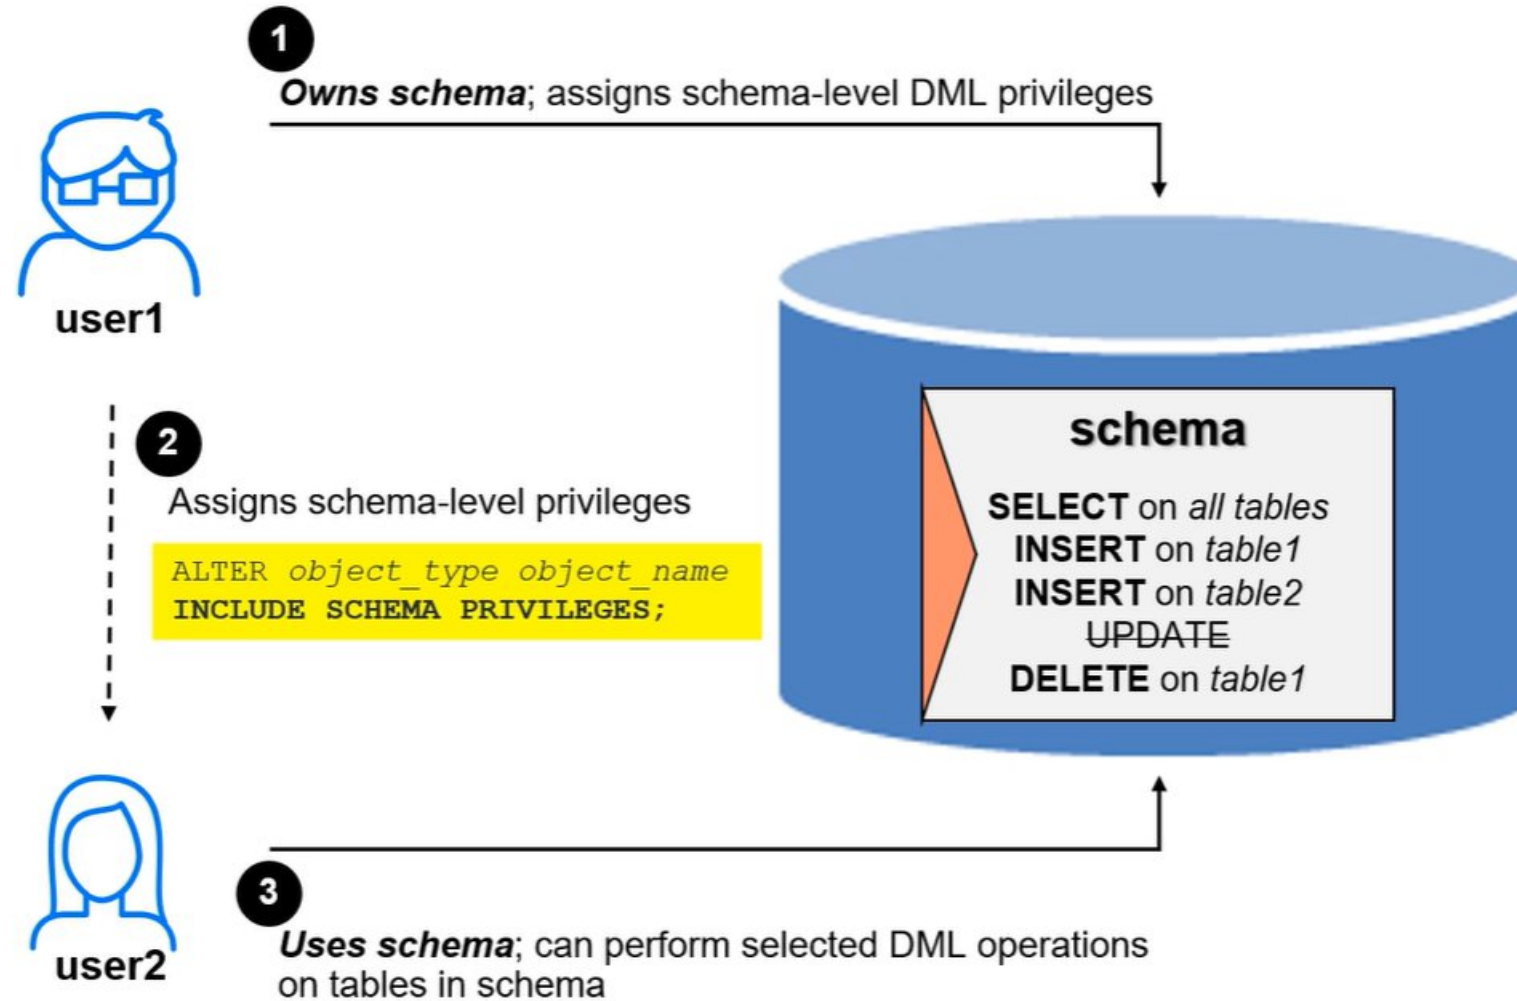 1
Owns schema; assigns schema-level DML privileges
user1
2
Assigns schema-level privileges
ALTER object_type object_name
INCLUDE SCHEMA PRIVILEGES;
schema
SELECT on all tables
INSERT on table1
INSERT on table2
UPDATE
DELETE on table1
user2
3
Uses schema; can perform selected DML operations
on tables in schema